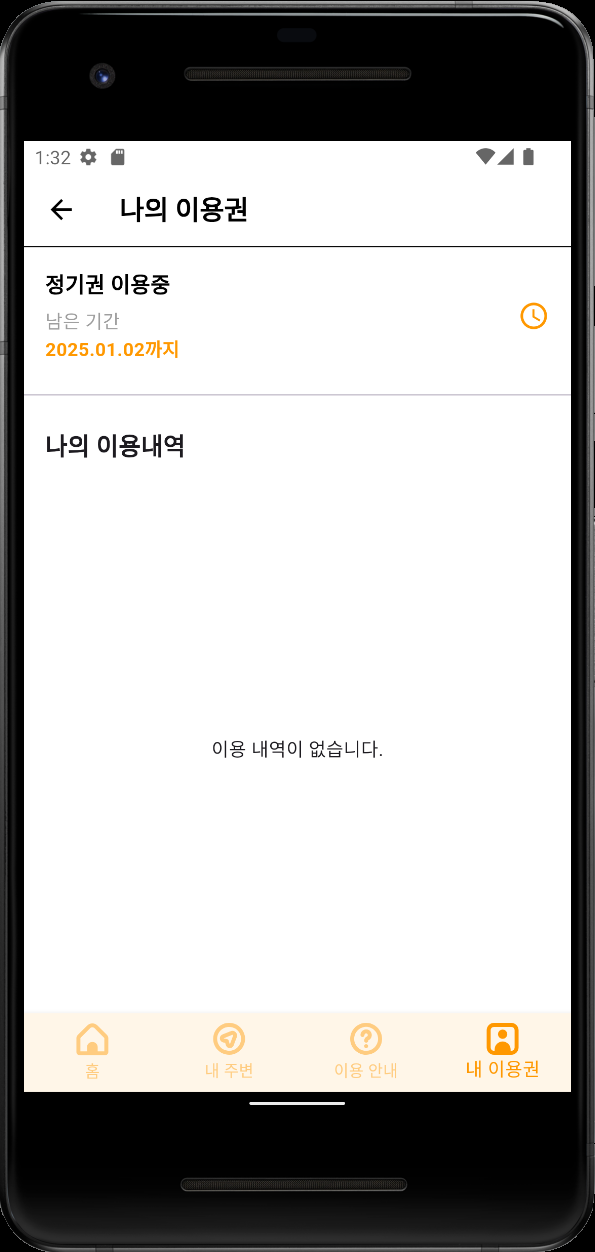 1:32
나의 이용권
정기권 이용중
남은 기간
2025.01.02까지
나의 이용내역
이용 내역이 없습니다.
홈
내 주변
이용 안내
내 이용권